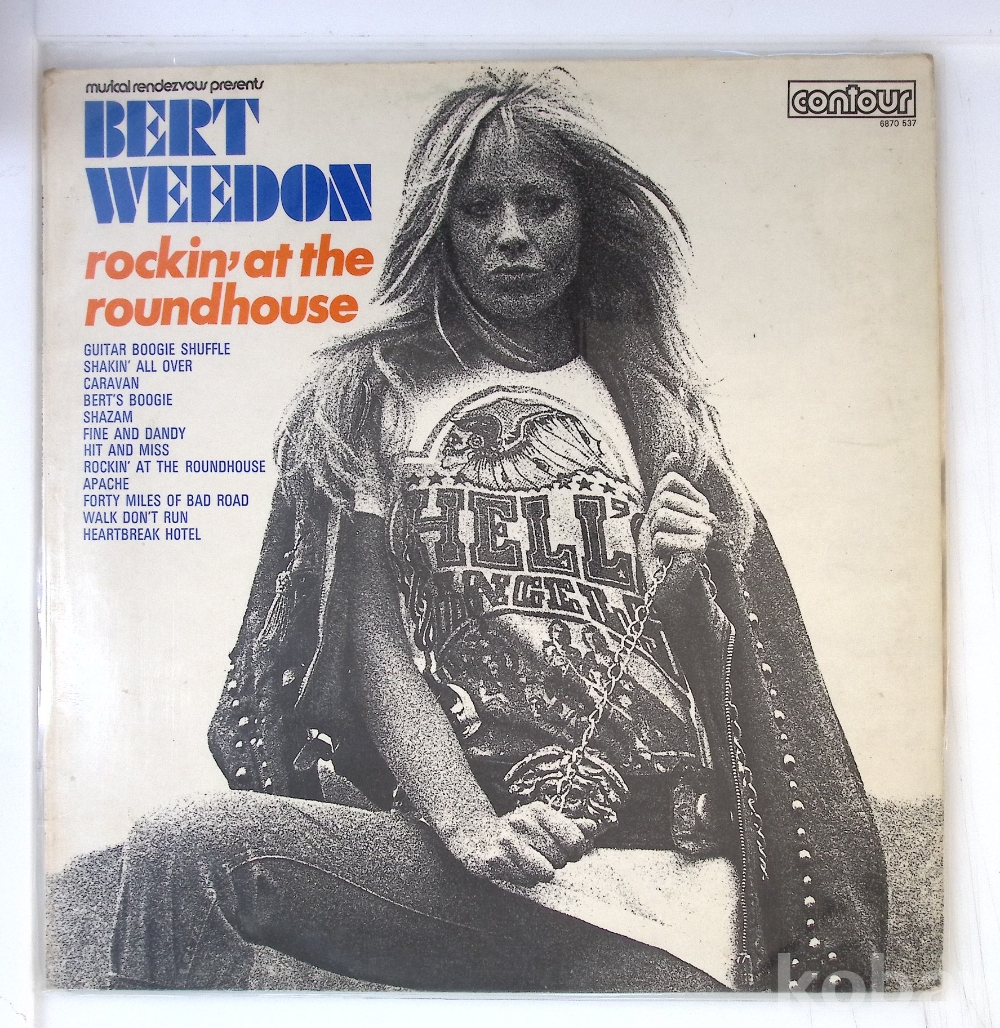 musical rendezvous presents
BERT
WEEDON
rockin' at the
roundhouse
GUITAR BOOGIE SHUFFLE
SHAKIN' ALL OVER
CARAVAN
BERT'S BOOGIE
SHAZAM
FINE AND DANDY
HIT AND MISS
ROCKIN' AT THE ROUNDHOUSE
APACHE
FORTY MILES OF BAD ROAD
WALK DON'T RUN
HEARTBREAK HOTEL
contour
6870 537
HELL'S
ANGEL
koba